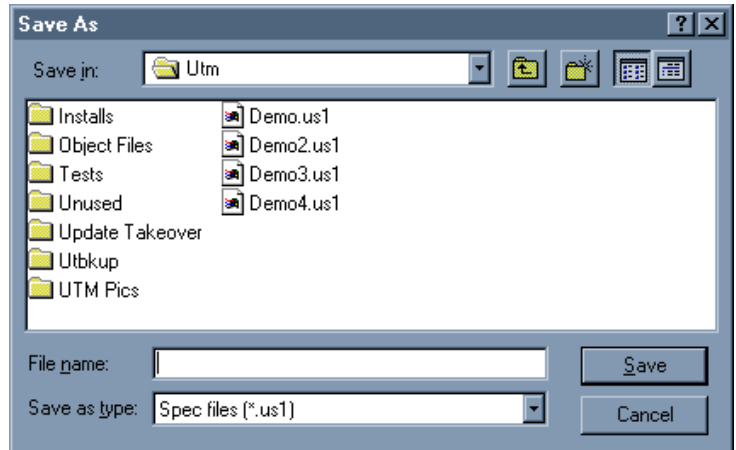 Save As
Save in: Utm
Installs Demo.us1
Object Files Demo2.us1
Tests Demo3.us1
Unused Demo4.us1
Update Takeover
Utbkup
UTM Pics
File name: Save
Save as type: Spec files (*.us1) Cancel